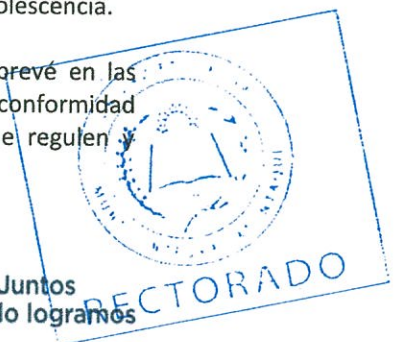 olescencia.
prevé en las
conformidad
e regulen y
Juntos
lo logramos
RECTORADO